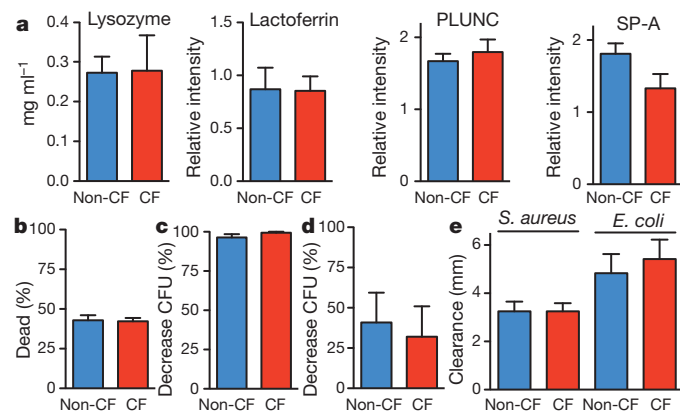 a
Lysozyme
mg ml⁻¹
0.4
0.3
0.2
0.1
0.0
Non-CF CF
Lactoferrin
Relative intensity
1.5
1.0
0.5
0.0
Non-CF CF
PLUNC
Relative intensity
2
1
0
Non-CF CF
SP-A
Relative intensity
2
1
0
Non-CF CF
b
Dead (%)
100
75
50
25
0
Non-CF CF
c
Decrease CFU (%)
100
75
50
25
0
Non-CF CF
d
Decrease CFU (%)
100
75
50
25
0
Non-CF CF
e
S. aureus E. coli
Clearance (mm)
6
4
2
0
Non-CF CF Non-CF CF